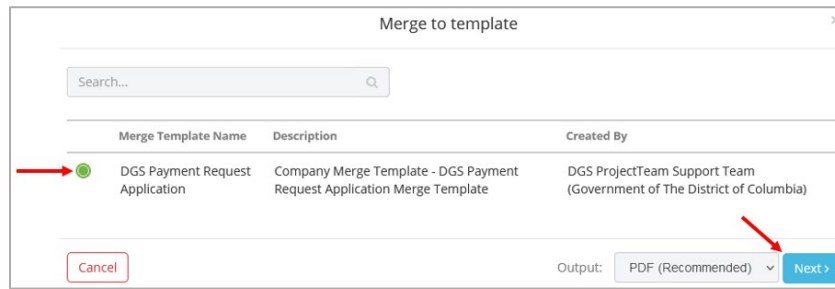 Merge to template
Search...
Merge Template Name Description Created By
DGS Payment Request Company Merge Template - DGS Payment DGS ProjectTeam Support Team
Application Request Application Merge Template (Government of The District of Columbia)
Cancel Output: PDF (Recommended) Next >